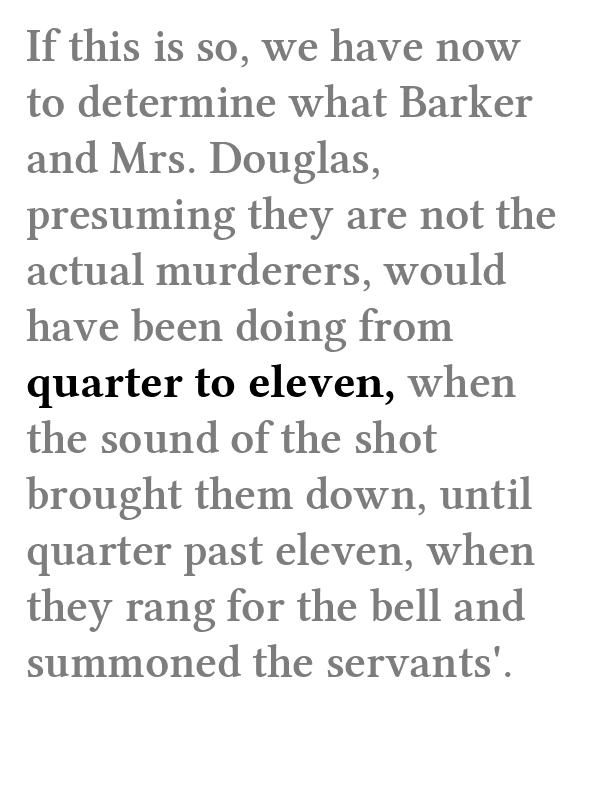 If this is so, we have now
to determine what Barker
and Mrs. Douglas,
presuming they are not the
actual murderers, would
have been doing from
quarter to eleven, when
the sound of the shot
brought them down, until
quarter past eleven, when
they rang for the bell and
summoned the servants'.